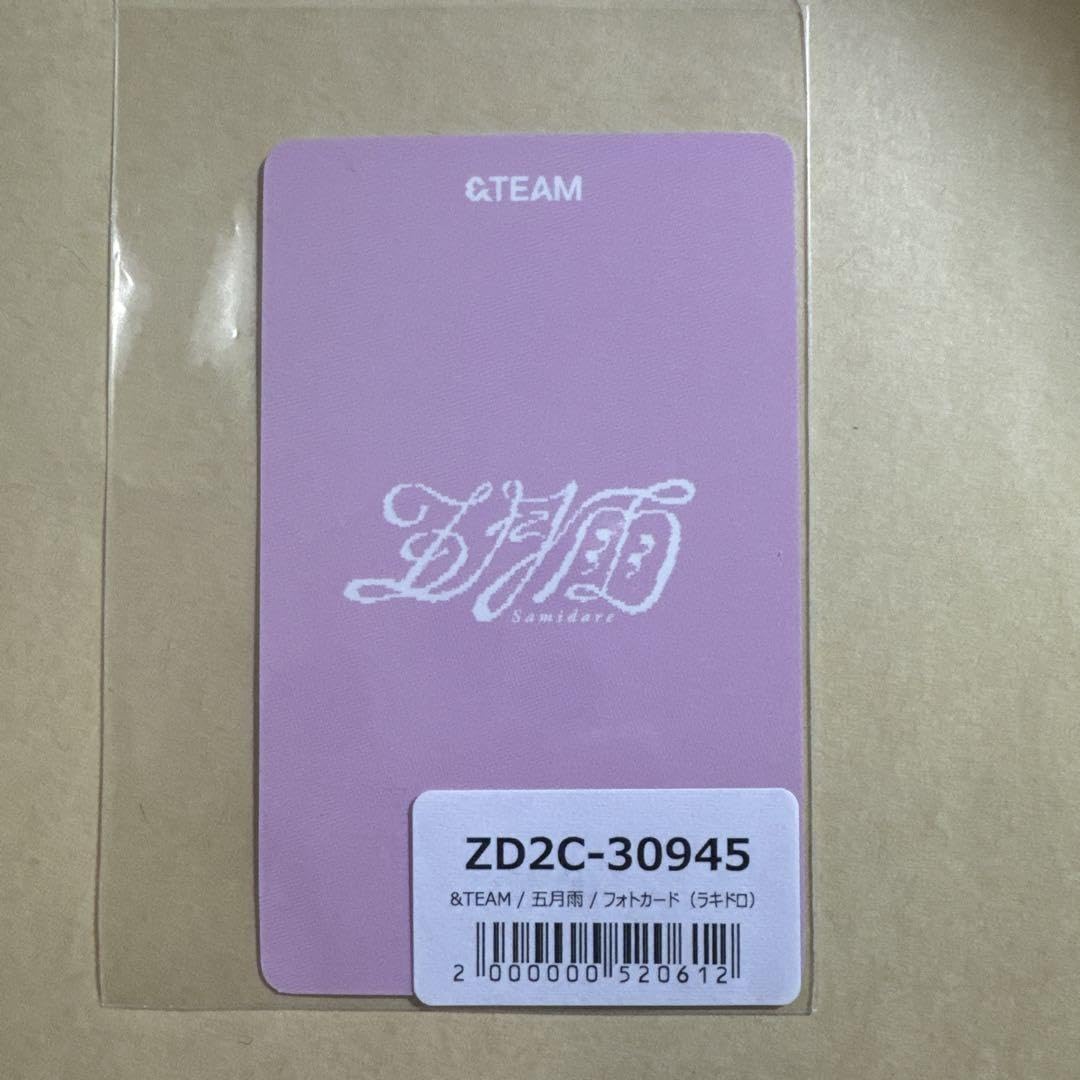 &TEAM
五月雨
Samidare
ZD2C-30945
&TEAM / 五月雨 / フォトカード（ラキドロ）
2 000000 520612